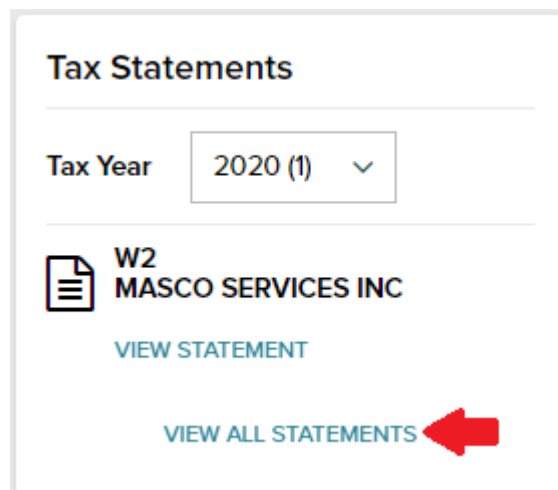 Tax Statements
Tax Year 2020 (1)
W2
MASCO SERVICES INC
VIEW STATEMENT
VIEW ALL STATEMENTS